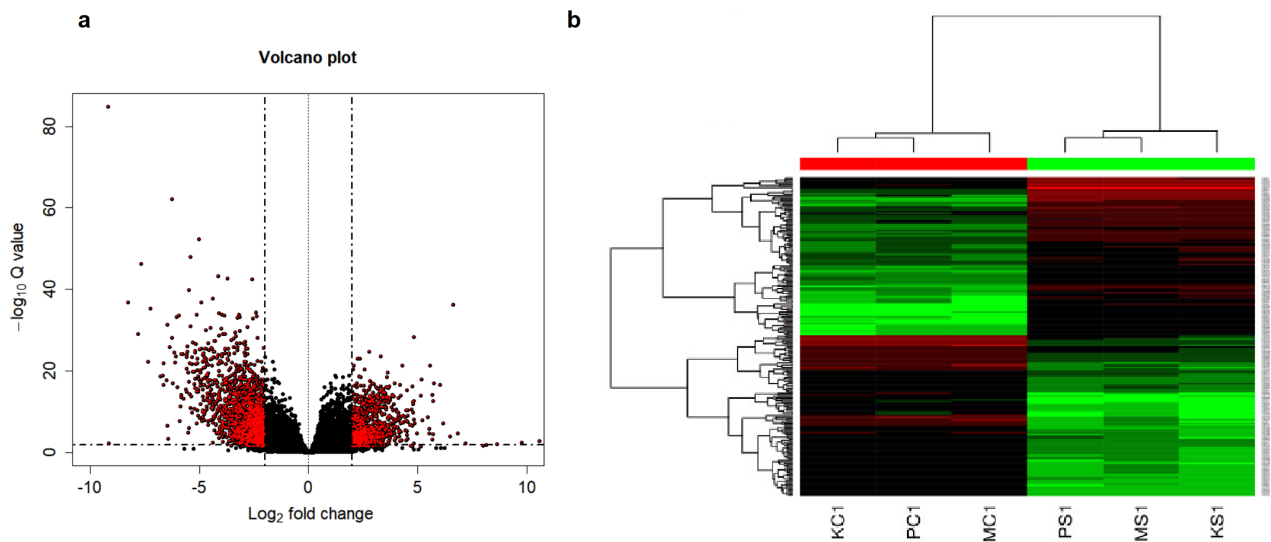 a
b
Volcano plot
80
60
40
20
0
−log10 Q value
-10
-5
0
5
10
Log2 fold change
KC1
PC1
MC1
PS1
MS1
KS1